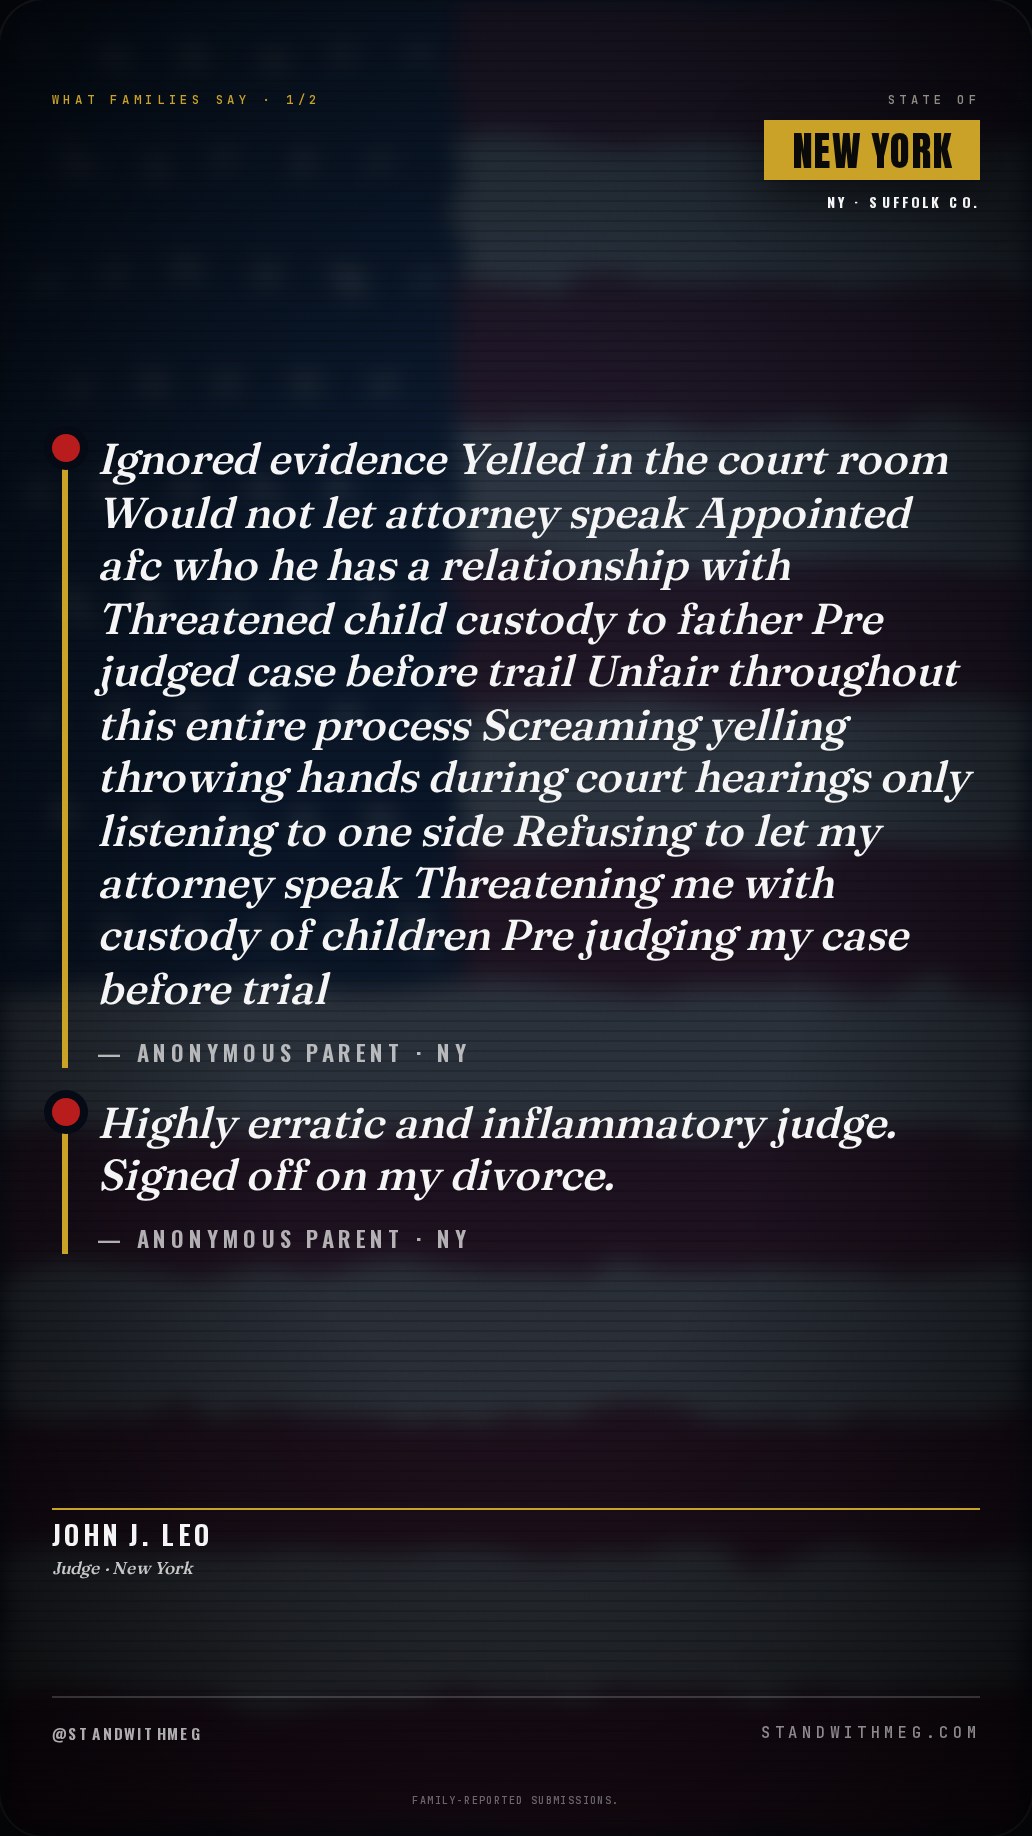 WHAT FAMILIES SAY · 1/2
STATE OF
NEW YORK
NY · SUFFOLK CO.
Ignored evidence Yelled in the court room
Would not let attorney speak Appointed
afc who he has a relationship with
Threatened child custody to father Pre
judged case before trail Unfair throughout
this entire process Screaming yelling
throwing hands during court hearings only
listening to one side Refusing to let my
attorney speak Threatening me with
custody of children Pre judging my case
before trial
— ANONYMOUS PARENT · NY
Highly erratic and inflammatory judge.
Signed off on my divorce.
— ANONYMOUS PARENT · NY
JOHN J. LEO
Judge · New York
@STANDWITHMEG
STANDWITHMEG.COM
FAMILY-REPORTED SUBMISSIONS.